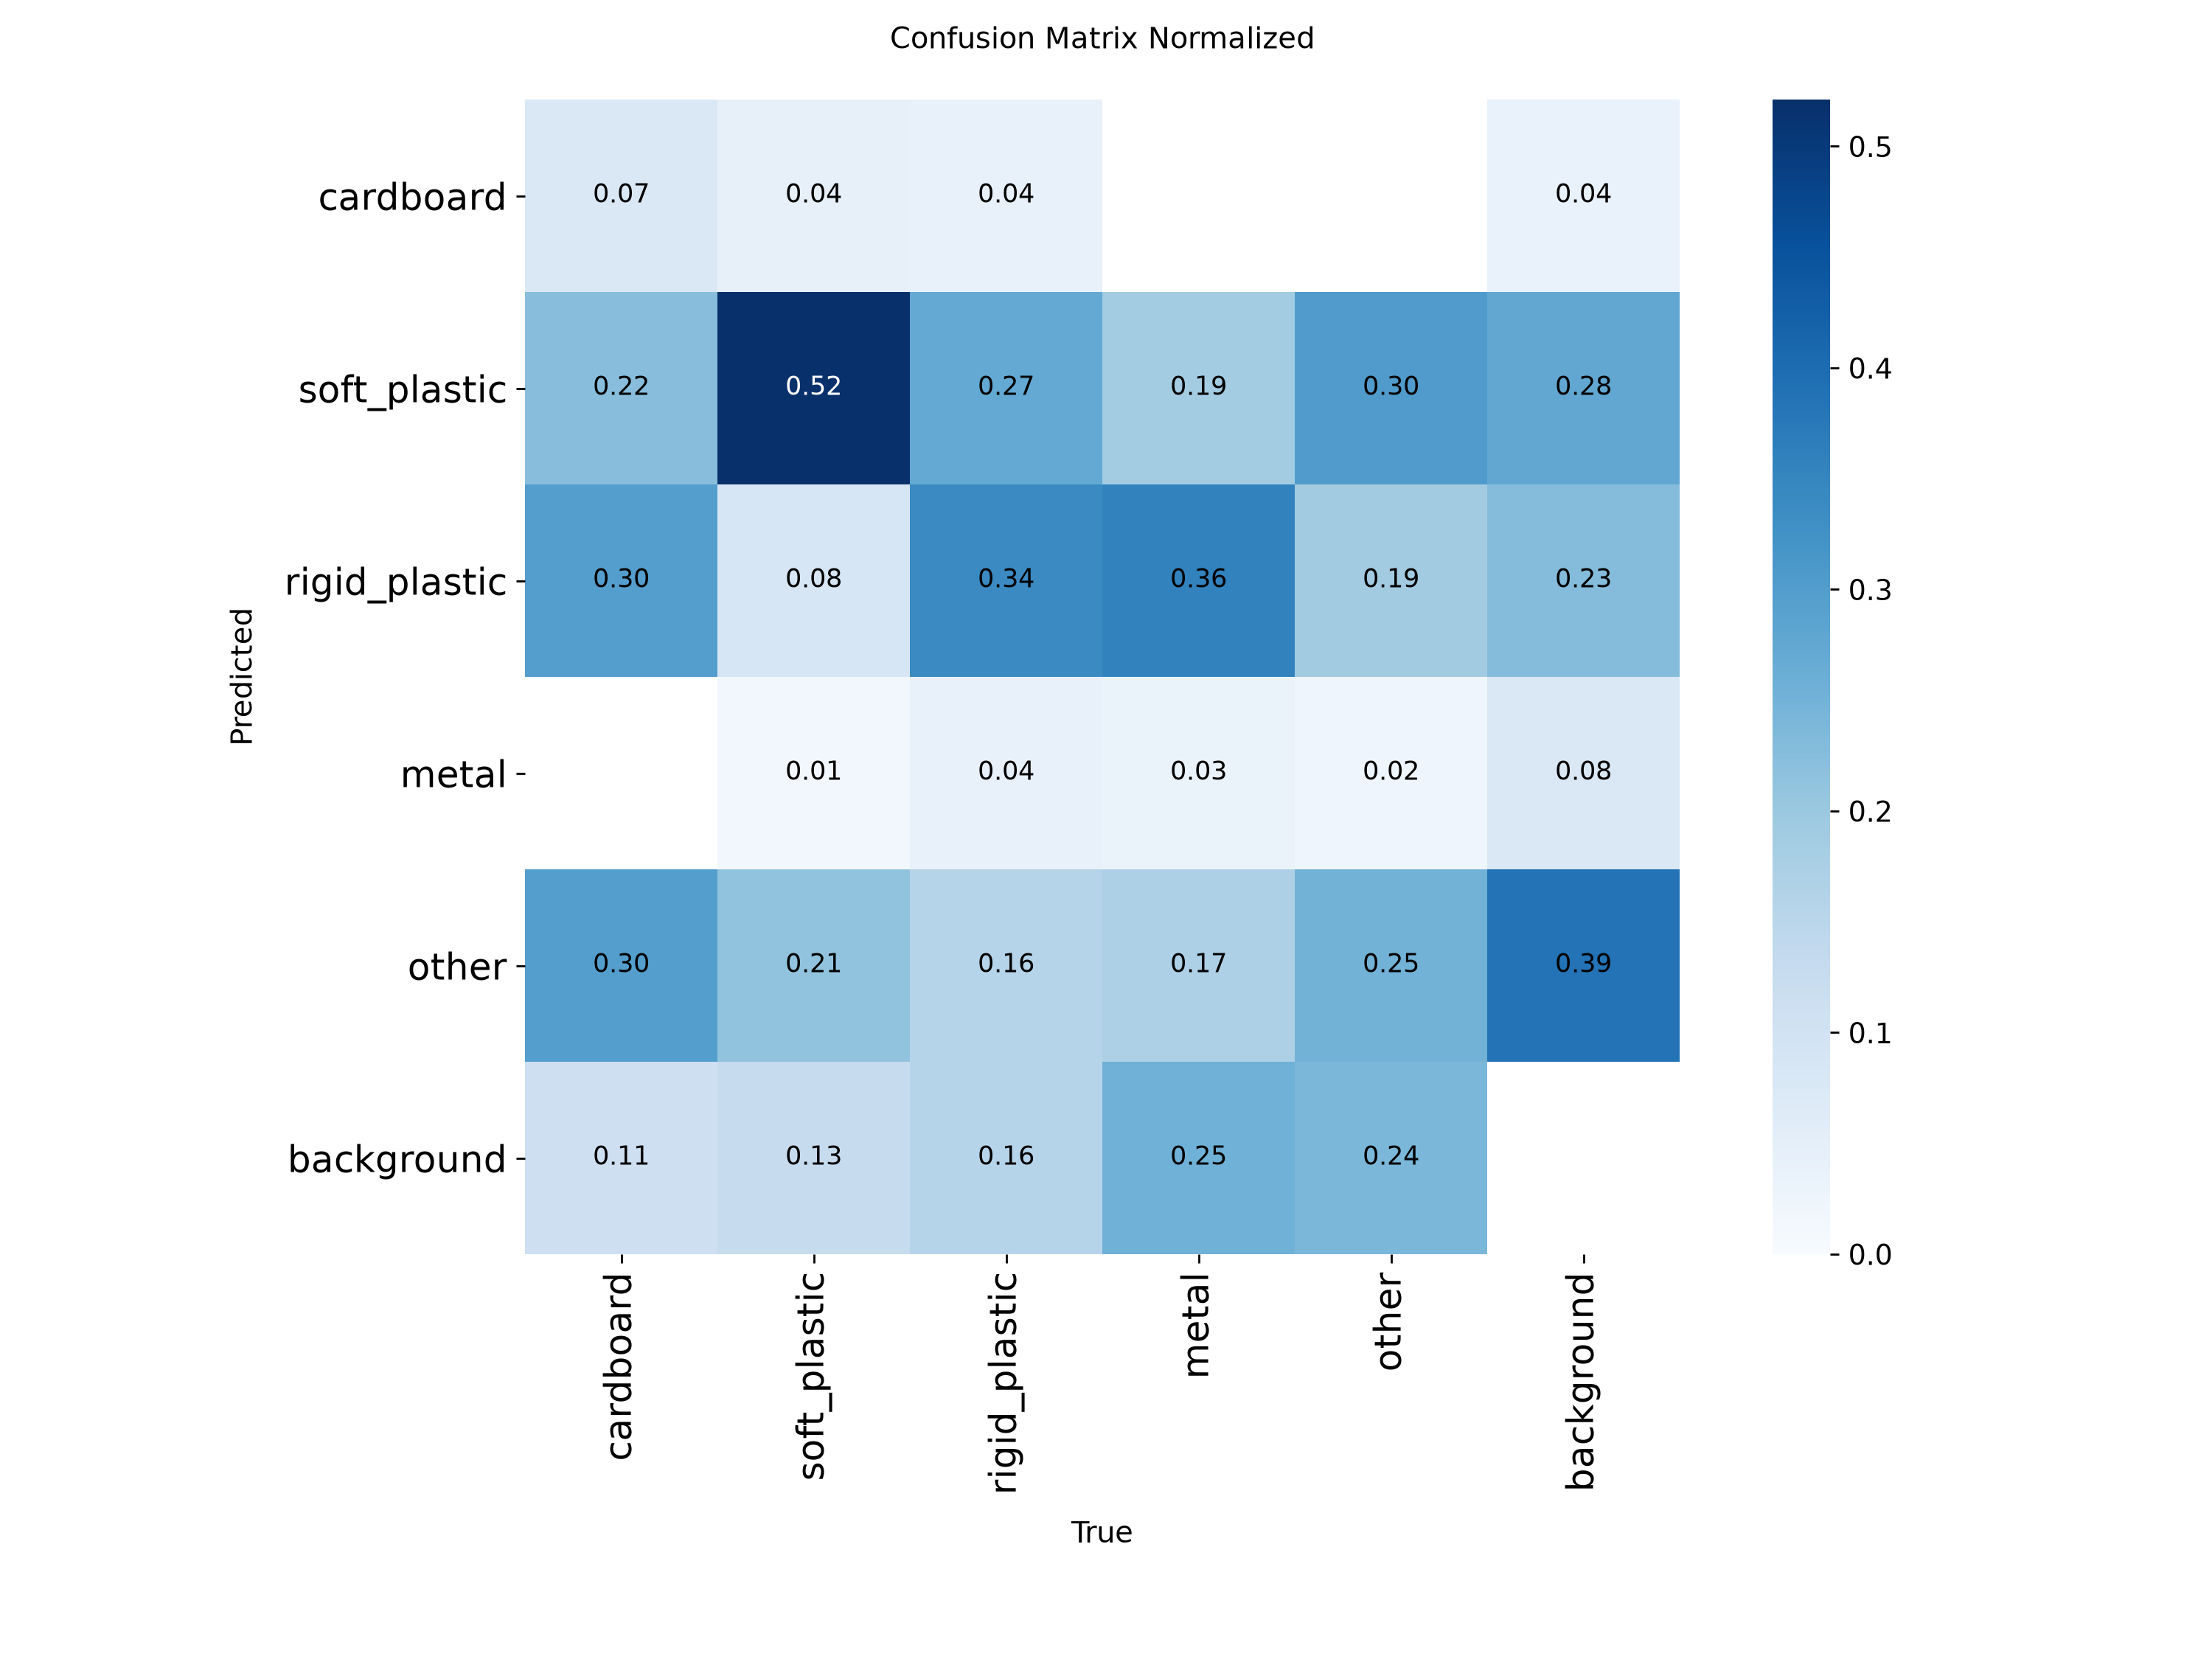 Confusion Matrix Normalized
cardboard 0.07 0.04 0.04 0.04
soft_plastic 0.22 0.52 0.27 0.19 0.30 0.28
rigid_plastic 0.30 0.08 0.34 0.36 0.19 0.23
metal 0.01 0.04 0.03 0.02 0.08
other 0.30 0.21 0.16 0.17 0.25 0.39
background 0.11 0.13 0.16 0.25 0.24
Predicted
cardboard soft_plastic rigid_plastic metal other background
True
0.5
0.4
0.3
0.2
0.1
0.0